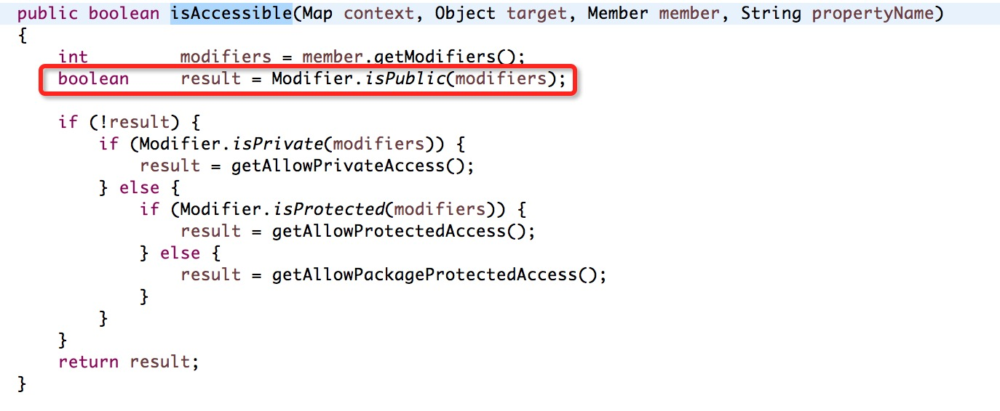 public boolean isAccessible(Map context, Object target, Member member, String propertyName)
{
    int         modifiers = member.getModifiers();
    boolean     result = Modifier.isPublic(modifiers);
    if (!result) {
        if (Modifier.isPrivate(modifiers)) {
            result = getAllowPrivateAccess();
        } else {
            if (Modifier.isProtected(modifiers)) {
                result = getAllowProtectedAccess();
            } else {
                result = getAllowPackageProtectedAccess();
            }
        }
    }
    return result;
}